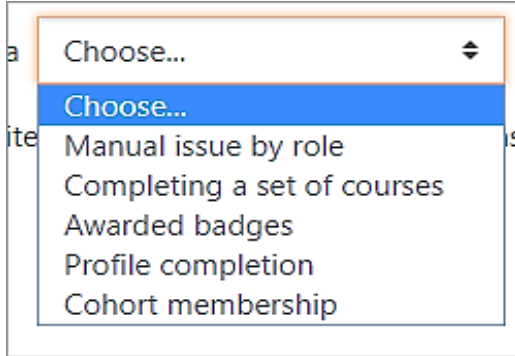 a Choose...
Choose...
Manual issue by role
Completing a set of courses
Awarded badges
Profile completion
Cohort membership